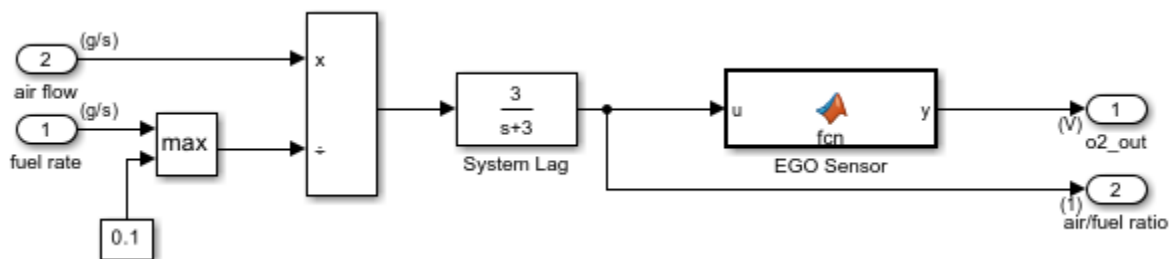 (g/s)
2
air flow
(g/s)
1
fuel rate
max
0.1
x
÷
3
s+3
System Lag
u
fcn
y
EGO Sensor
(V)
1
o2_out
(1)
2
air/fuel ratio